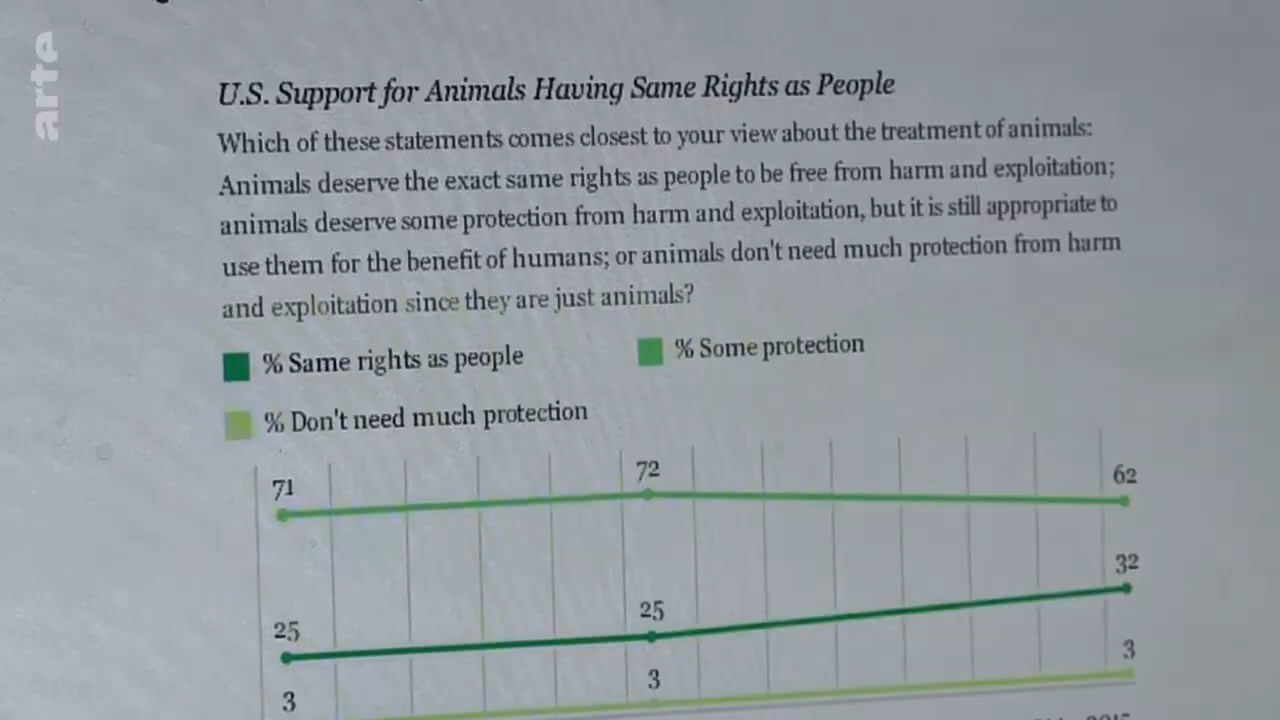 arte
U.S. Support for Animals Having Same Rights as People
Which of these statements comes closest to your view about the treatment of animals:
Animals deserve the exact same rights as people to be free from harm and exploitation;
animals deserve some protection from harm and exploitation, but it is still appropriate to
use them for the benefit of humans; or animals don't need much protection from harm
and exploitation since they are just animals?
% Same rights as people
% Some protection
% Don't need much protection
71
72
62
25
25
32
3
3
3